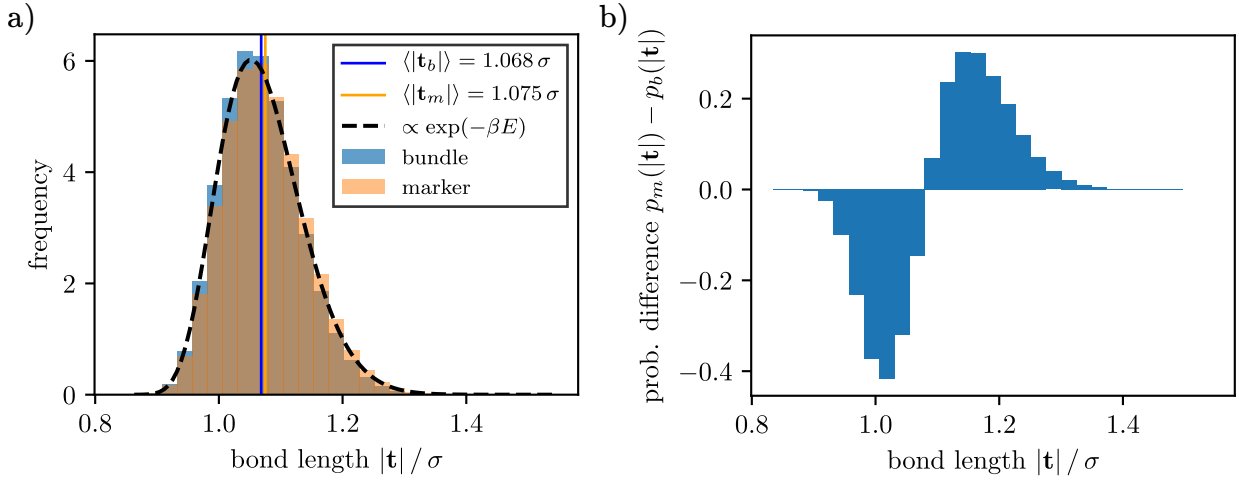 a)
frequency
6
4
2
0
0.8
1.0
1.2
1.4
bond length |t| / σ
⟨|t_b|⟩ = 1.068 σ
⟨|t_m|⟩ = 1.075 σ
∝ exp(−βE)
bundle
marker
b)
prob. difference p_m(|t|) − p_b(|t|)
0.2
0.0
−0.2
−0.4
0.8
1.0
1.2
1.4
bond length |t| / σ